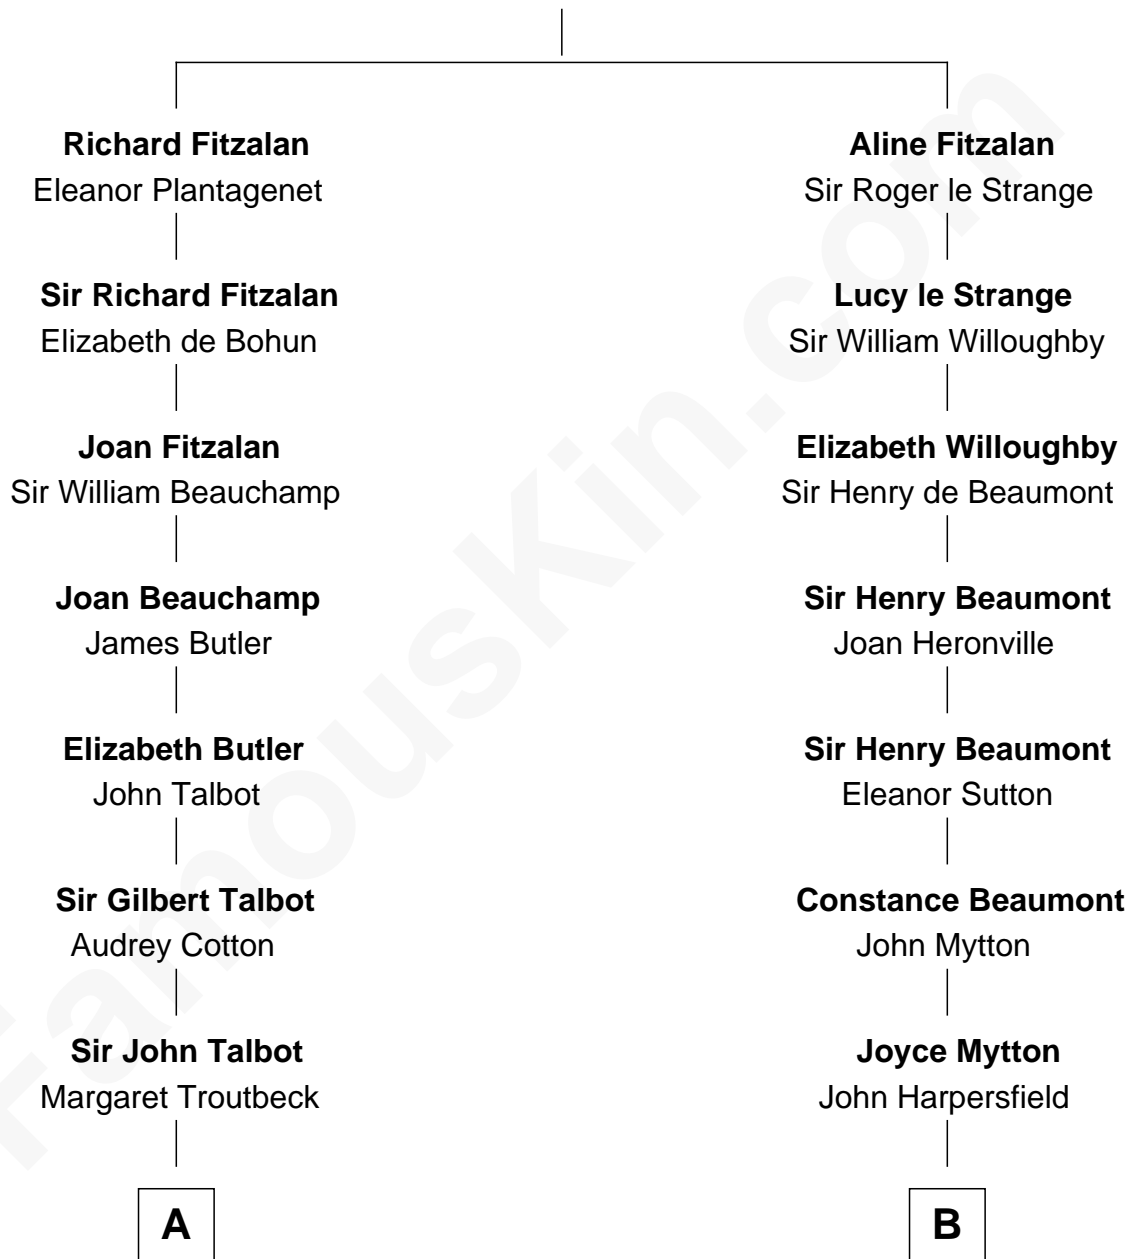 Richard Fitzalan
Eleanor Plantagenet
Sir Richard Fitzalan
Elizabeth de Bohun
Joan Fitzalan
Sir William Beauchamp
Joan Beauchamp
James Butler
Elizabeth Butler
John Talbot
Sir Gilbert Talbot
Audrey Cotton
Sir John Talbot
Margaret Troutbeck
A
Aline Fitzalan
Sir Roger le Strange
Lucy le Strange
Sir William Willoughby
Elizabeth Willoughby
Sir Henry de Beaumont
Sir Henry Beaumont
Joan Heronville
Sir Henry Beaumont
Eleanor Sutton
Constance Beaumont
John Mytton
Joyce Mytton
John Harpersfield
B
FamousKin.com